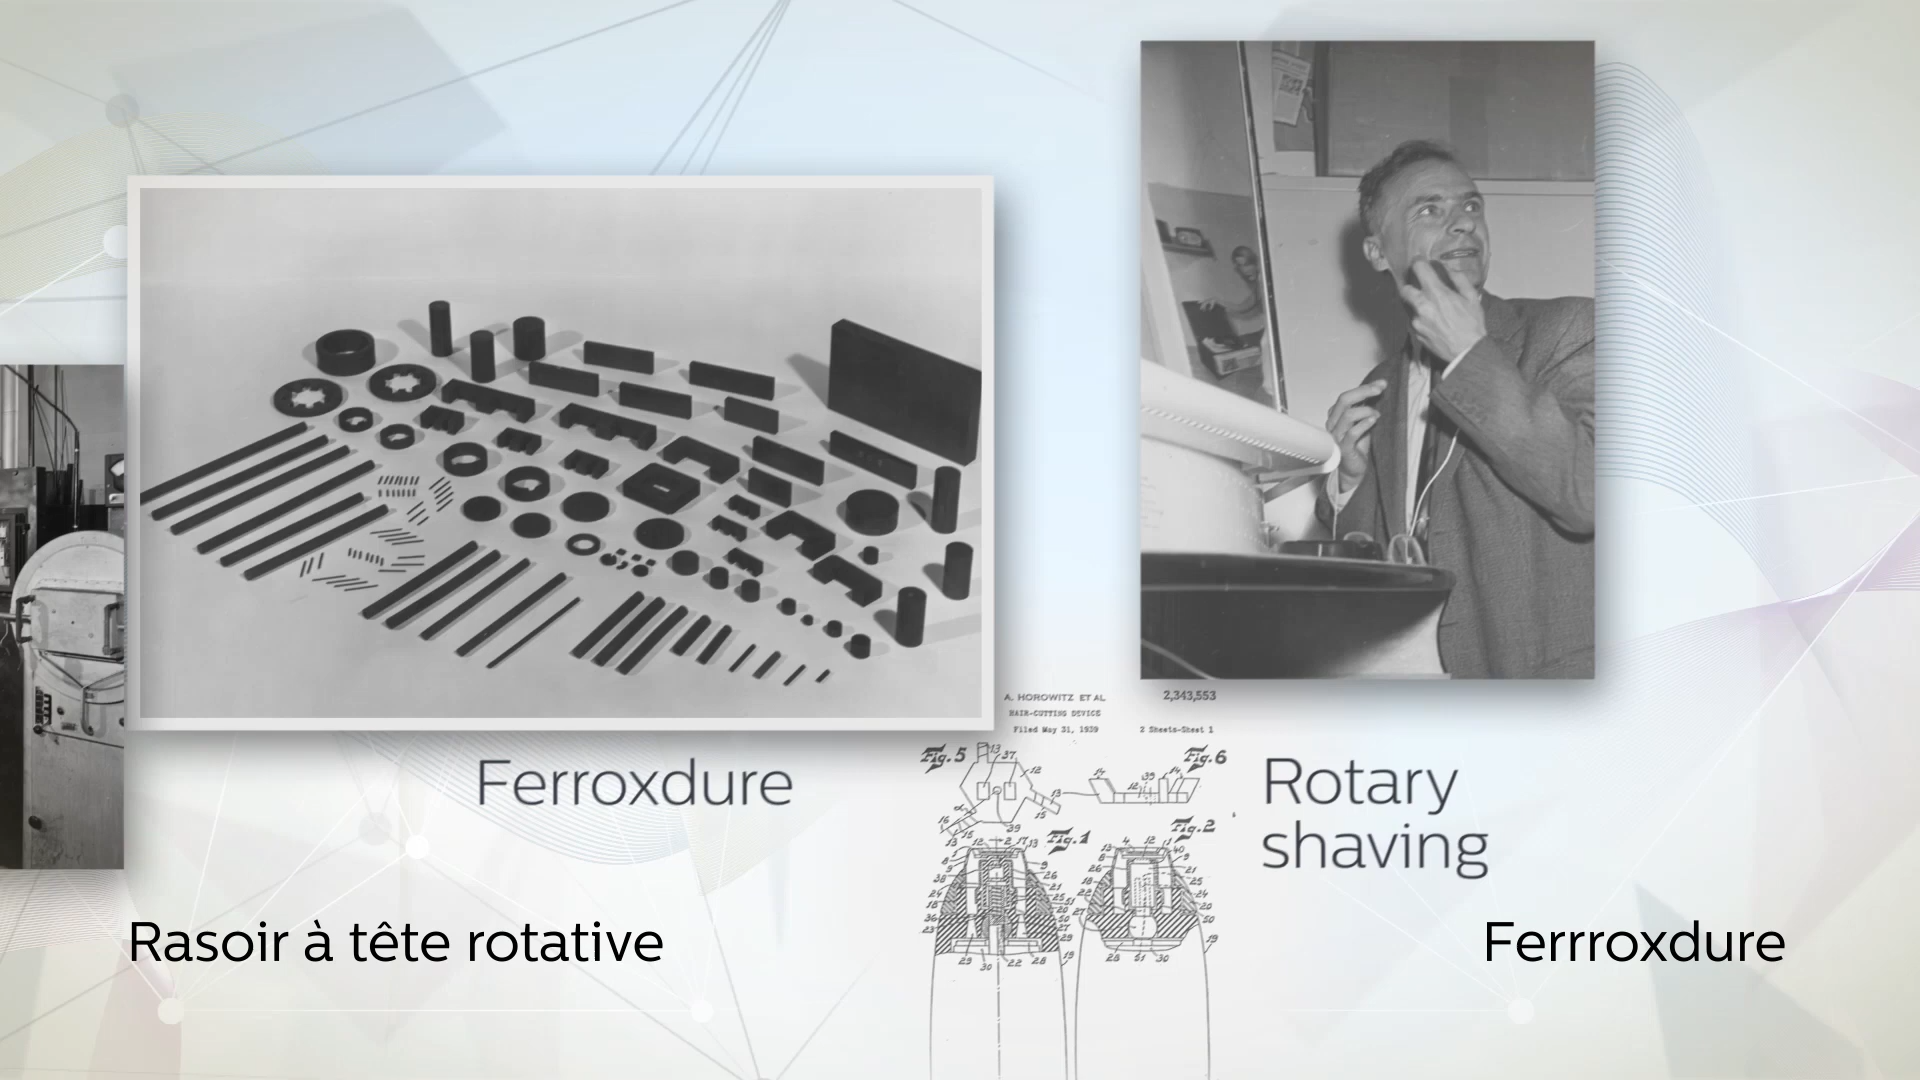 A. HOROWITZ ET AL
2,343,553
HAIR-CUTTING DEVICE
Filed May 31, 1939
2 Sheets-Sheet 1
Fig. 5
Fig. 6
Ferroxdure
Rotary
shaving
Fig. 1
Fig. 2
Rasoir à tête rotative
Ferrroxdure